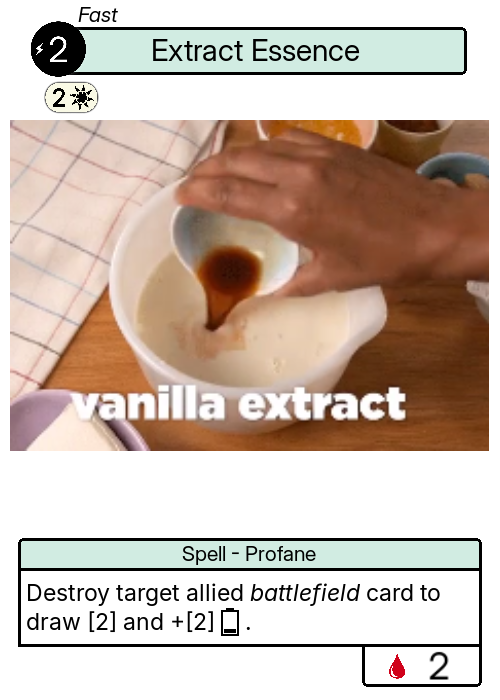 Fast
2
Extract Essence
2
vanilla extract
Spell - Profane
Destroy target allied battlefield card to
draw [2] and +[2] .
2